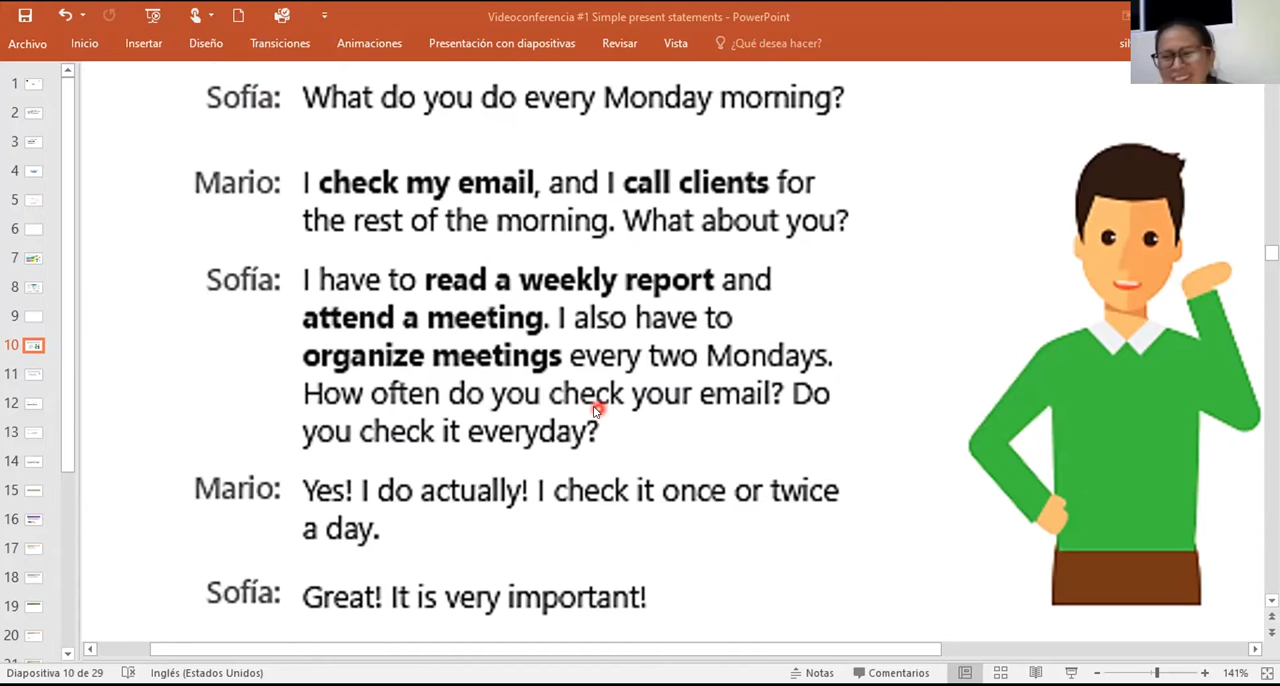 Videoconferencia #1 Simple present statements - PowerPoint
Archivo Inicio Insertar Diseño Transiciones Animaciones Presentación con diapositivas Revisar Vista ¿Qué desea hacer?
1
2
3
4
5
6
7
8
9
10
11
12
13
14
15
16
17
18
19
20
Sofía: What do you do every Monday morning?
Mario: I check my email, and I call clients for
the rest of the morning. What about you?
Sofía: I have to read a weekly report and
attend a meeting. I also have to
organize meetings every two Mondays.
How often do you check your email? Do
you check it everyday?
Mario: Yes! I do actually! I check it once or twice
a day.
Sofía: Great! It is very important!
Diapositiva 10 de 29 Inglés (Estados Unidos) Notas Comentarios 141%